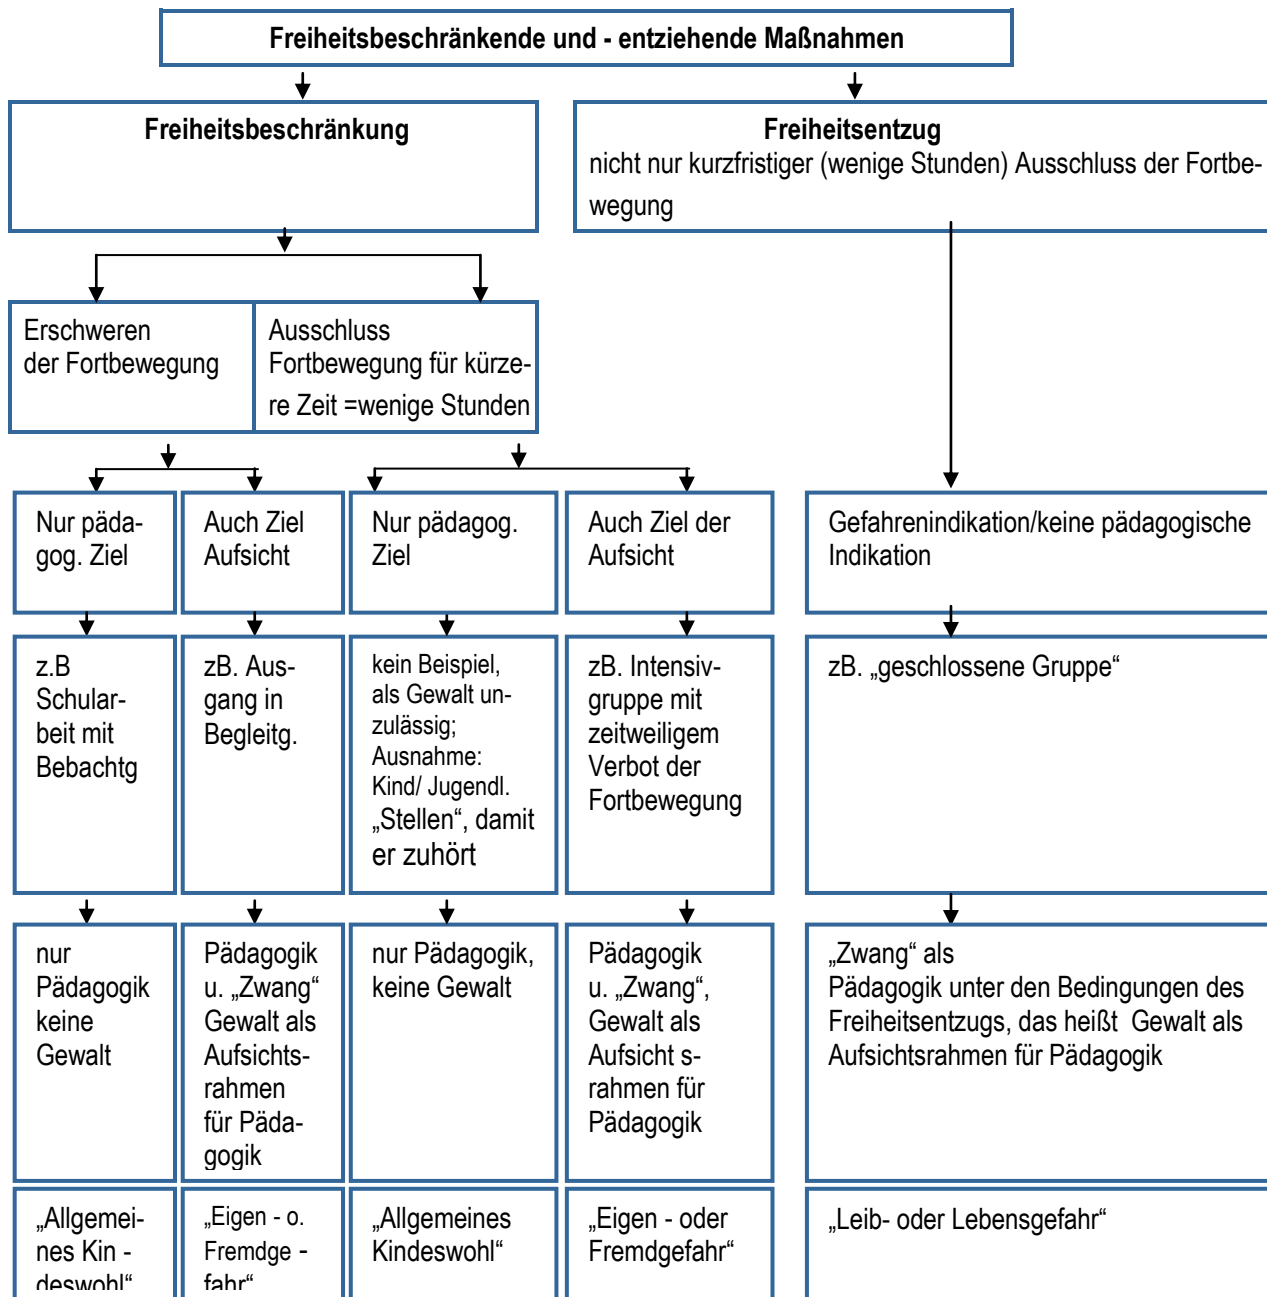 Freiheitsbeschränkende und - entziehende Maßnahmen
Freiheitsbeschränkung
Freiheitsentzug
nicht nur kurzfristiger (wenige Stunden) Ausschluss der Fortbe-
wegung
Erschweren
der Fortbewegung
Ausschluss
Fortbewegung für kürze-
re Zeit =wenige Stunden
Nur päda-
gog. Ziel
Auch Ziel
Aufsicht
Nur pädagog.
Ziel
Auch Ziel der
Aufsicht
Gefahrenindikation/keine pädagogische
Indikation
z.B
Schular-
beit mit
Bebachtg
zB. Aus-
gang in
Begleitg.
kein Beispiel,
als Gewalt un-
zulässig;
Ausnahme:
Kind/ Jugendl.
„Stellen“, damit
er zuhört
zB. Intensiv-
gruppe mit
zeitweiligem
Verbot der
Fortbewegung
zB. „geschlossene Gruppe“
nur
Pädagogik
keine
Gewalt
Pädagogik
u. „Zwang“
Gewalt als
Aufsichts-
rahmen
für Päda-
gogik
nur Pädagogik,
keine Gewalt
Pädagogik
u. „Zwang“,
Gewalt als
Aufsicht s-
rahmen für
Pädagogik
„Zwang“ als
Pädagogik unter den Bedingungen des
Freiheitsentzugs, das heißt Gewalt als
Aufsichtsrahmen für Pädagogik
„Allgemei-
nes Kin -
deswohl“
„Eigen - o.
Fremdge -
fahr“
„Allgemeines
Kindeswohl“
„Eigen - oder
Fremdgefahr“
„Leib- oder Lebensgefahr“